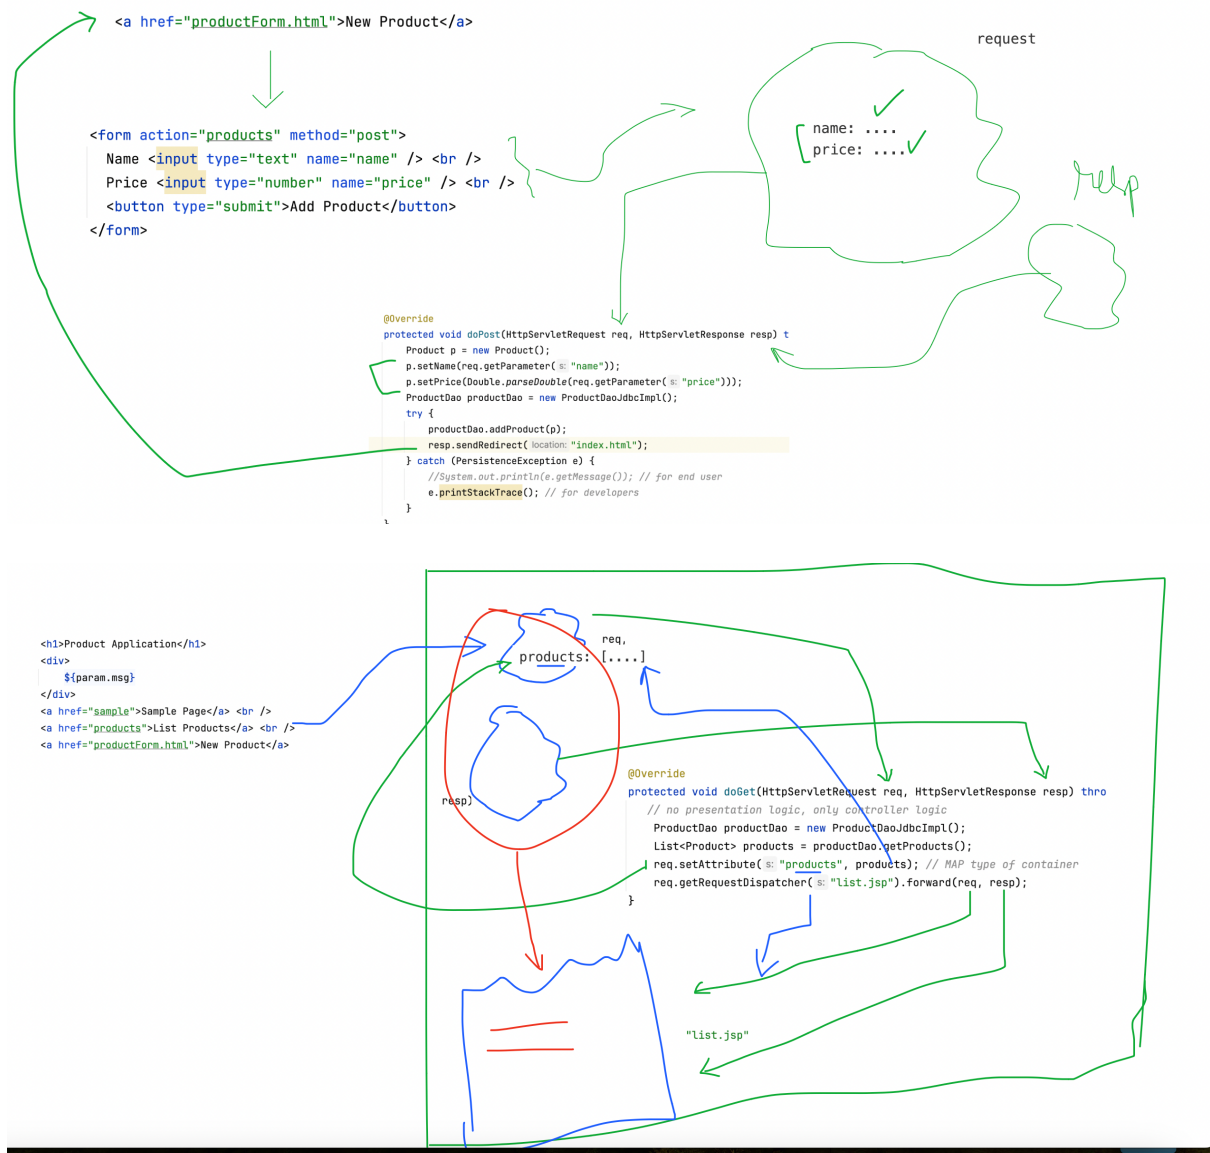 <a href="productForm.html">New Product</a>
request
<form action="products" method="post">
Name <input type="text" name="name" /> <br />
Price <input type="number" name="price" /> <br />
<button type="submit">Add Product</button>
</form>
name: ....
price: ....
resp
@Override
protected void doPost(HttpServletRequest req, HttpServletResponse resp) t
Product p = new Product();
p.setName(req.getParameter( s: "name"));
p.setPrice(Double.parseDouble(req.getParameter( s: "price")));
ProductDao productDao = new ProductDaoJdbcImpl();
try {
productDao.addProduct(p);
resp.sendRedirect( location: "index.html");
} catch (PersistenceException e) {
//System.out.println(e.getMessage()); // for end user
e.printStackTrace(); // for developers
}
<h1>Product Application</h1>
<div>
${param.msg}
</div>
<a href="sample">Sample Page</a> <br />
<a href="products">List Products</a> <br />
<a href="productForm.html">New Product</a>
req,
products: [....]
resp)
@Override
protected void doGet(HttpServletRequest req, HttpServletResponse resp) thro
// no presentation logic, only controller logic
ProductDao productDao = new ProductDaoJdbcImpl();
List<Product> products = productDao.getProducts();
req.setAttribute( s: "products", products); // MAP type of container
req.getRequestDispatcher( s: "list.jsp").forward(req, resp);
}
"list.jsp"